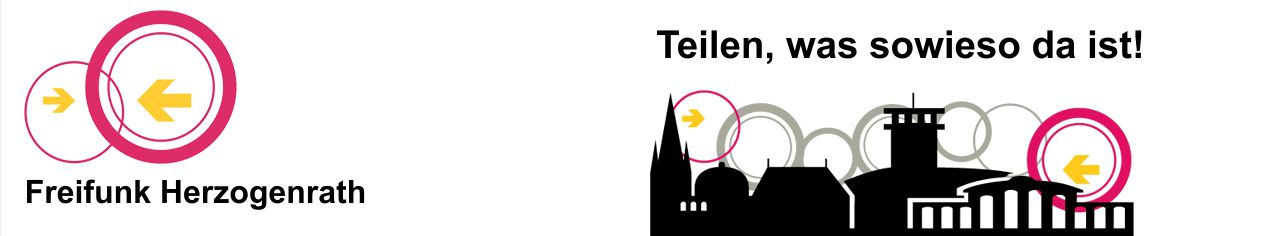 Teilen, was sowieso da ist!
Freifunk Herzogenrath